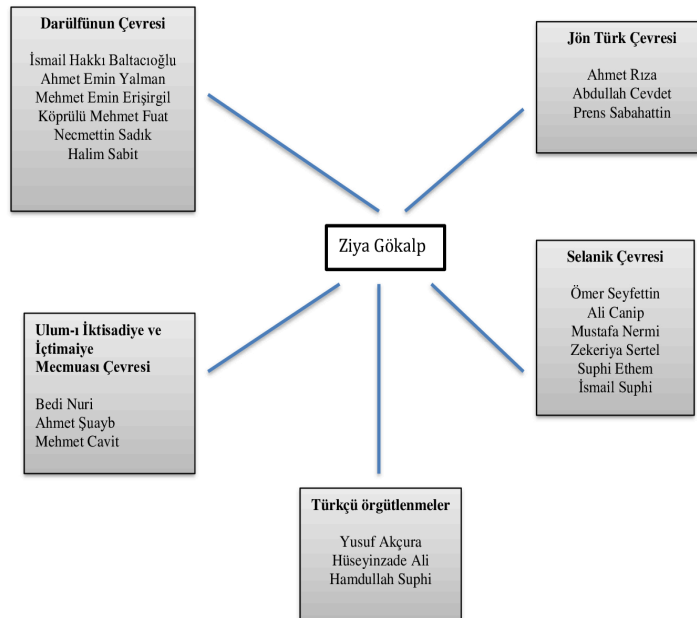 Darülfünun Çevresi
İsmail Hakkı Baltacıoğlu
Ahmet Emin Yalman
Mehmet Emin Erişirgil
Köprülü Mehmet Fuat
Necmettin Sadık
Halim Sabit
Jön Türk Çevresi
Ahmet Rıza
Abdullah Cevdet
Prens Sabahattin
Ziya Gökalp
Selanik Çevresi
Ömer Seyfettin
Ali Canip
Mustafa Nermi
Zekeriya Sertel
Suphi Ethem
İsmail Suphi
Ulum-ı İktisadiye ve
İçtimaiye
Mecmuası Çevresi
Bedi Nuri
Ahmet Şuayb
Mehmet Cavit
Türkçü örgütlenmeler
Yusuf Akçura
Hüseyinzade Ali
Hamdullah Suphi